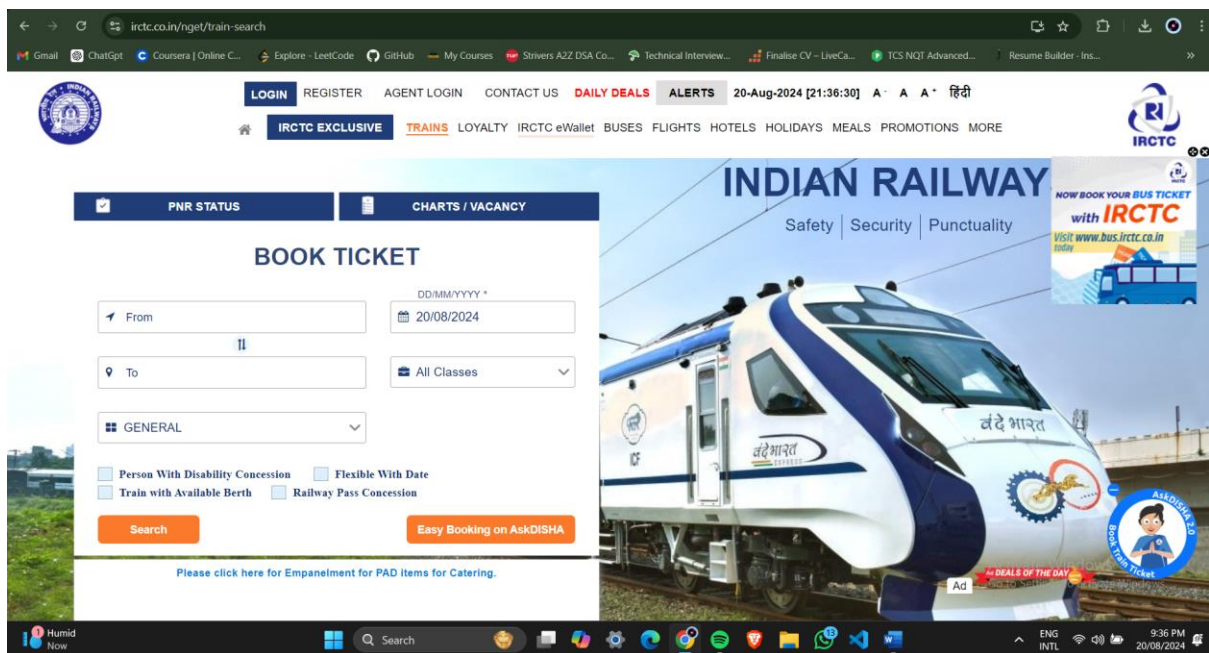 irctc.co.in/nget/train-search
Gmail ChatGpt Coursera | Online C... Explore - LeetCode GitHub My Courses Strivers A2Z DSA Co... Technical Interview... Finalise CV – LiveCa... TCS NQT Advanced... Resume Builder - Ins... »
LOGIN REGISTER AGENT LOGIN CONTACT US DAILY DEALS ALERTS 20-Aug-2024 [21:36:30] A- A A+ हिंदी
IRCTC EXCLUSIVE TRAINS LOYALTY IRCTC eWallet BUSES FLIGHTS HOTELS HOLIDAYS MEALS PROMOTIONS MORE
IRCTC
INDIAN RAILWAY
Safety | Security | Punctuality
NOW BOOK YOUR BUS TICKET
with IRCTC
Visit www.bus.irctc.co.in
today
PNR STATUS
CHARTS / VACANCY
BOOK TICKET
DD/MM/YYYY *
From
20/08/2024
To
All Classes
GENERAL
Person With Disability Concession
Flexible With Date
Train with Available Berth
Railway Pass Concession
Search
Easy Booking on AskDISHA
Please click here for Empanelment for PAD items for Catering.
ICF
वंदे भारत
EXPRESS
वंदे भारत
AskDISHA 2.0
Book Train Ticket
Ad
DEALS OF THE DAY
1
Humid
Now
Search
13
ENG
INTL
9:36 PM
20/08/2024